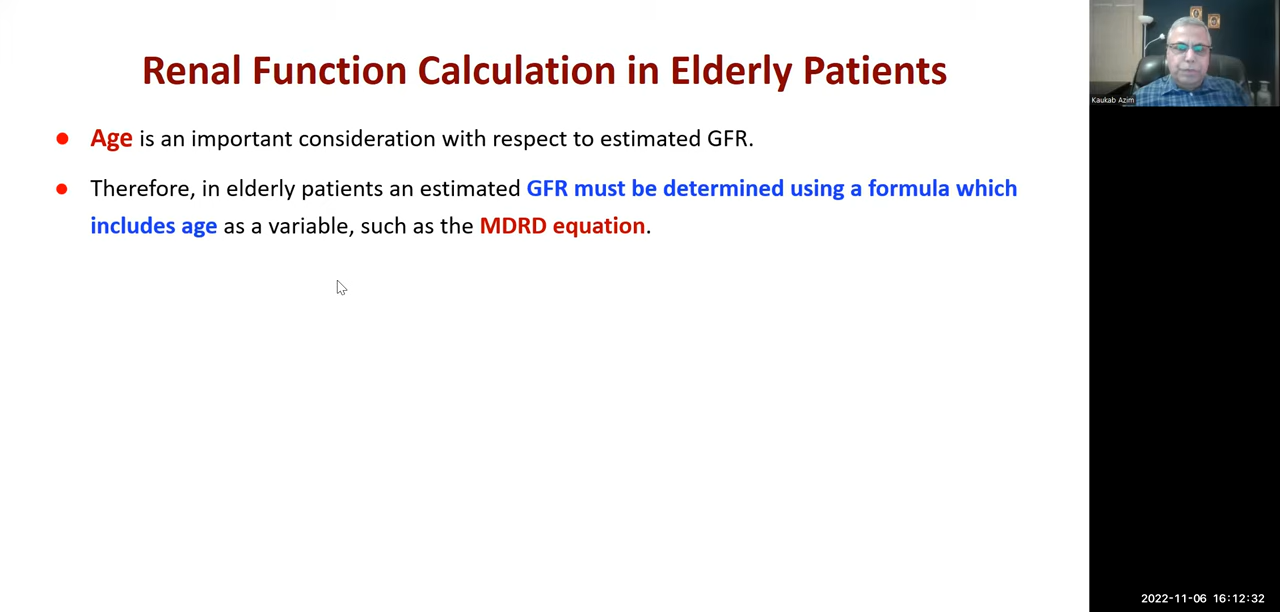 Renal Function Calculation in Elderly Patients
● Age is an important consideration with respect to estimated GFR.
● Therefore, in elderly patients an estimated GFR must be determined using a formula which
includes age as a variable, such as the MDRD equation.
Kaukab Azim
2022-11-06 16:12:32